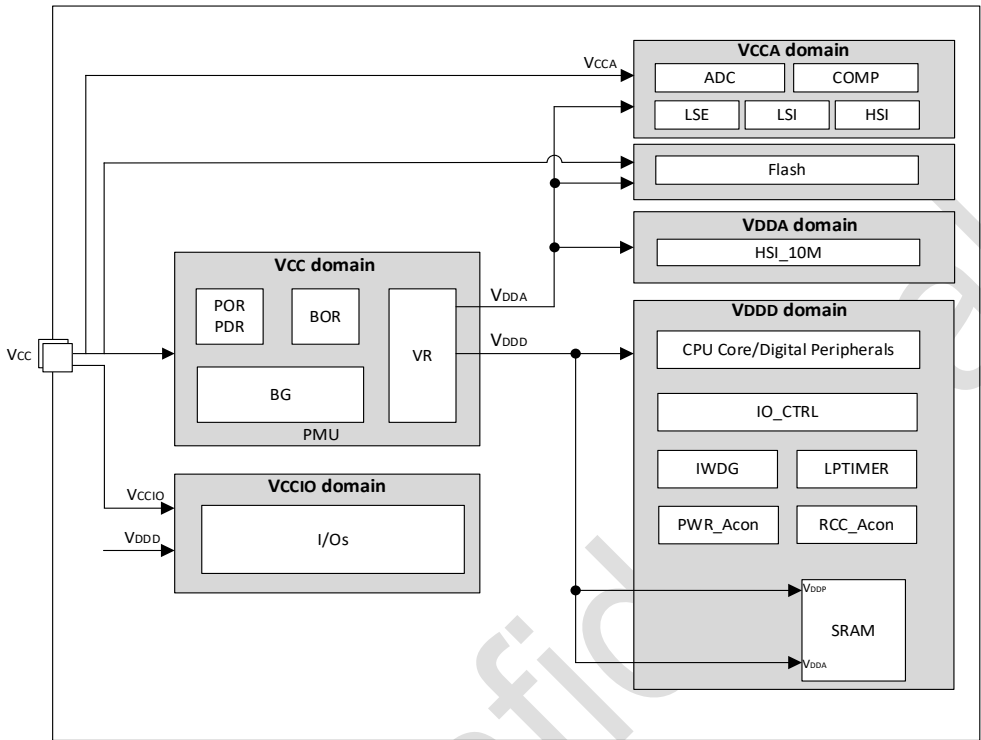 VCCA domain
VCCA
ADC
COMP
LSE
LSI
HSI
Flash
VDDA domain
HSI_10M
VCC domain
POR
PDR
BOR
VR
BG
PMU
VDDA
VDDD
VCC
VDDD domain
CPU Core/Digital Peripherals
IO_CTRL
IWDG
LPTIMER
PWR_Acon
RCC_Acon
VDDP
SRAM
VDDA
VCCIO domain
VCCIO
VDDD
I/Os